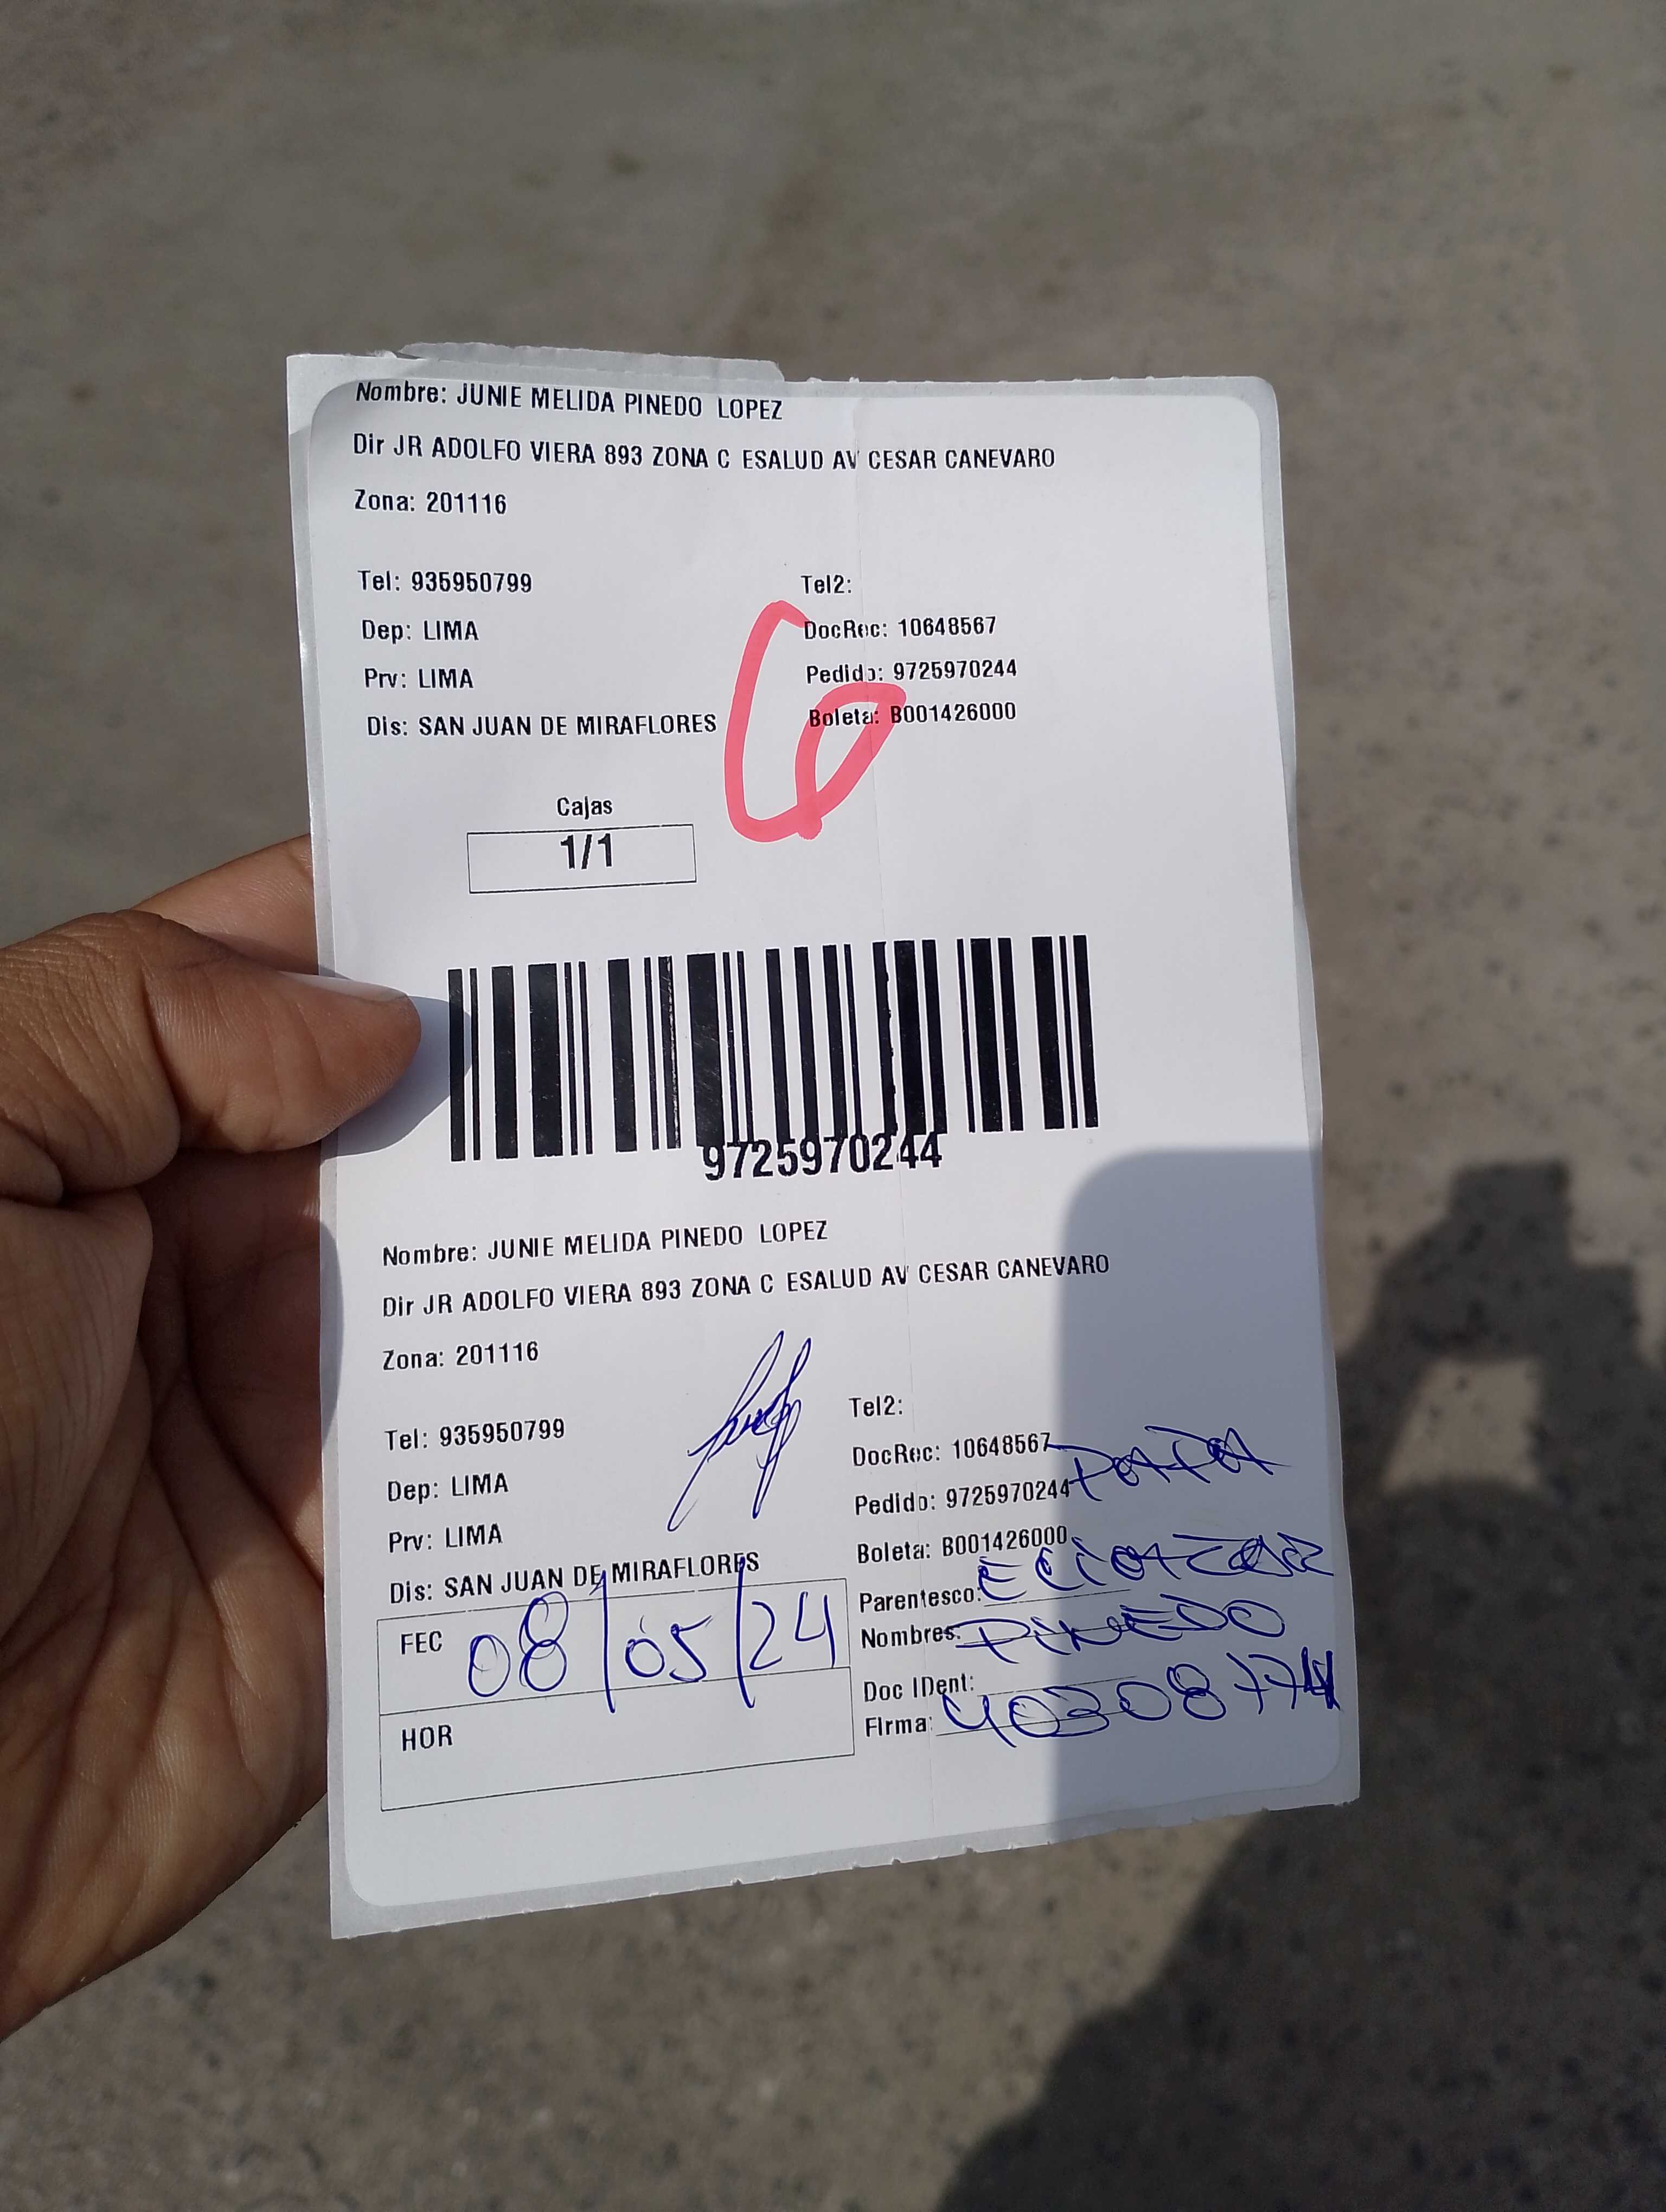 Nombre: JUNIE MELIDA PINEDO LOPEZ
Dir JR ADOLFO VIERA 893 ZONA C ESALUD AV CESAR CANEVARO
Zona: 201116
Tel: 935950799 Tel2:
Dep: LIMA DocRec: 10648567
Prv: LIMA Pedido: 9725970244
Dis: SAN JUAN DE MIRAFLORES Boleta: B001426000
6
Cajas
1/1
9725970244
Nombre: JUNIE MELIDA PINEDO LOPEZ
Dir JR ADOLFO VIERA 893 ZONA C ESALUD AV CESAR CANEVARO
Zona: 201116
Tel: 935950799 Tel2:
Dep: LIMA DocRec: 10648567 PAPA
Prv: LIMA Pedido: 9725970244
Dis: SAN JUAN DE MIRAFLORES Boleta: B001426000
FEC 08/05/24 Parentesco:
Nombres: PINEDO
Doc IDent:
HOR Firma: